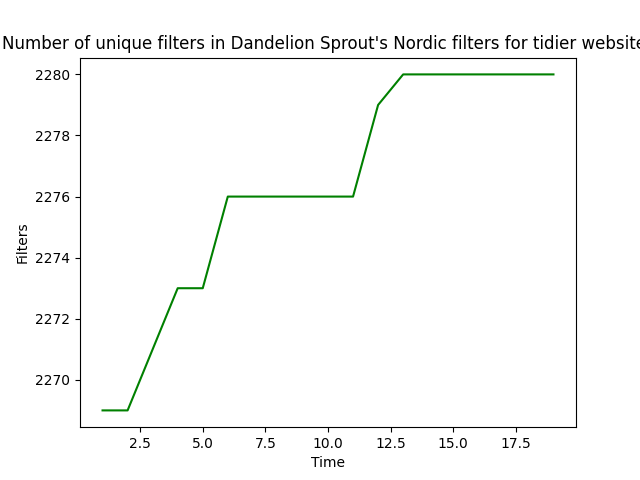 Number of unique filters in Dandelion Sprout's Nordic filters for tidier website
2280
2278
2276
2274
2272
2270
Filters
2.5 5.0 7.5 10.0 12.5 15.0 17.5
Time